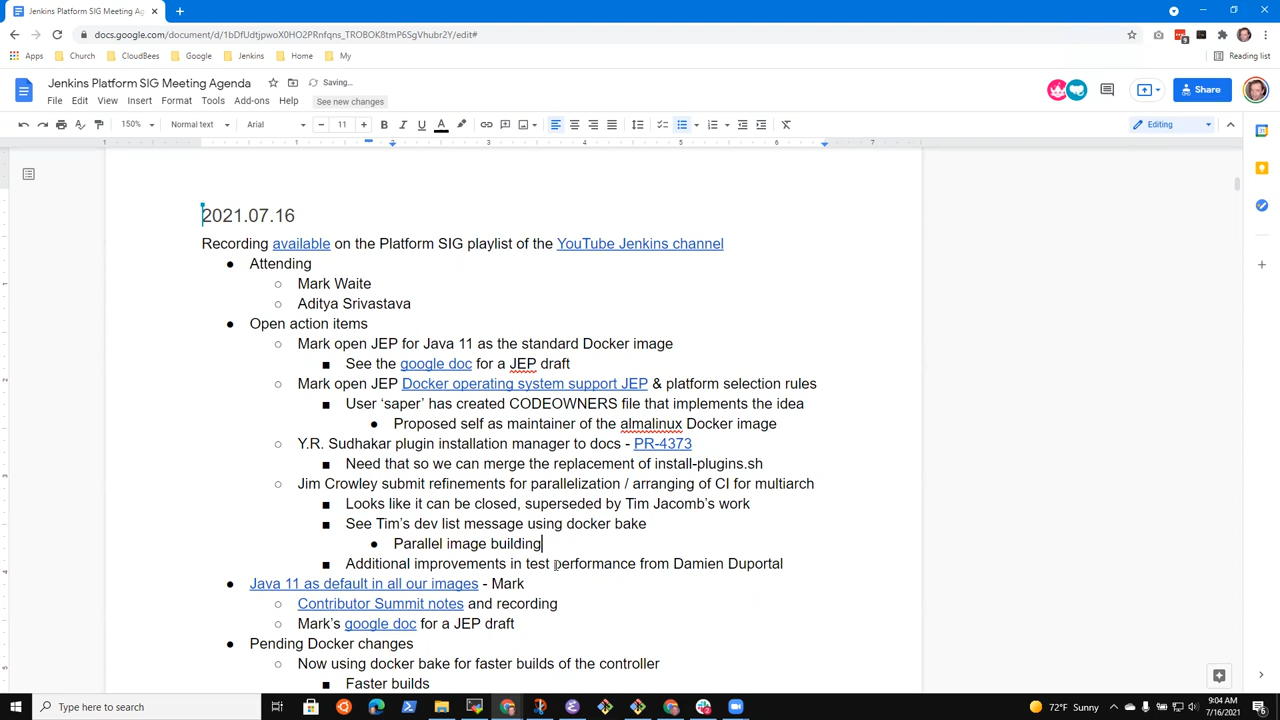 Jenkins Platform SIG Meeting Agenda
docs.google.com/document/d/1bDfUdtjpwoX0HO2PRnfqns_TROBOK8tmP6SgVhubr2Y/edit#
Apps Church CloudBees Google Jenkins Home My Reading list
Jenkins Platform SIG Meeting Agenda Saving...
File Edit View Insert Format Tools Add-ons Help See new changes
Share
150% Normal text Arial 11 Editing
1 1 2 3 4 5 6 7
2021.07.16
Recording available on the Platform SIG playlist of the YouTube Jenkins channel
● Attending
○ Mark Waite
○ Aditya Srivastava
● Open action items
○ Mark open JEP for Java 11 as the standard Docker image
■ See the google doc for a JEP draft
○ Mark open JEP Docker operating system support JEP & platform selection rules
■ User ‘saper’ has created CODEOWNERS file that implements the idea
● Proposed self as maintainer of the almalinux Docker image
○ Y.R. Sudhakar plugin installation manager to docs - PR-4373
■ Need that so we can merge the replacement of install-plugins.sh
○ Jim Crowley submit refinements for parallelization / arranging of CI for multiarch
■ Looks like it can be closed, superseded by Tim Jacomb’s work
■ See Tim’s dev list message using docker bake
● Parallel image building
■ Additional improvements in test performance from Damien Duportal
● Java 11 as default in all our images - Mark
○ Contributor Summit notes and recording
○ Mark’s google doc for a JEP draft
● Pending Docker changes
○ Now using docker bake for faster builds of the controller
■ Faster builds
Type here to search
72°F Sunny
9:04 AM
7/16/2021